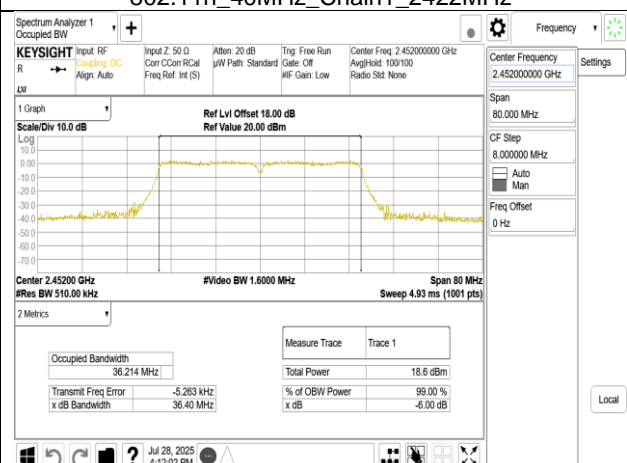 802.11n_40MHz_Chain1_2422MHz
Spectrum Analyzer 1
Occupied BW
+
Frequency
KEYSIGHT
R
LXI
Input: RF
Coupling: DC
Align: Auto
Input Z: 50 Ω
Corr CCorr RCal
Freq Ref: Int (S)
Atten: 20 dB
µW Path: Standard
Trig: Free Run
Gate: Off
#IF Gain: Low
Center Freq: 2.452000000 GHz
Avg|Hold: 100/100
Radio Std: None
Center Frequency
2.452000000 GHz
Settings
Span
80.000 MHz
CF Step
8.000000 MHz
Auto
Man
Freq Offset
0 Hz
Local
1 Graph
Scale/Div 10.0 dB
Ref Lvl Offset 18.00 dB
Ref Value 20.00 dBm
Log
10.0
0.00
-10.0
-20.0
-30.0
-40.0
-50.0
-60.0
-70.0
Center 2.45200 GHz
#Res BW 510.00 kHz
#Video BW 1.6000 MHz
Span 80 MHz
Sweep 4.93 ms (1001 pts)
2 Metrics
Occupied Bandwidth
36.214 MHz
Transmit Freq Error -5.263 kHz
x dB Bandwidth 36.40 MHz
Measure Trace Trace 1
Total Power 18.6 dBm
% of OBW Power 99.00 %
x dB -6.00 dB
?
Jul 28, 2025
4:12:02 PM